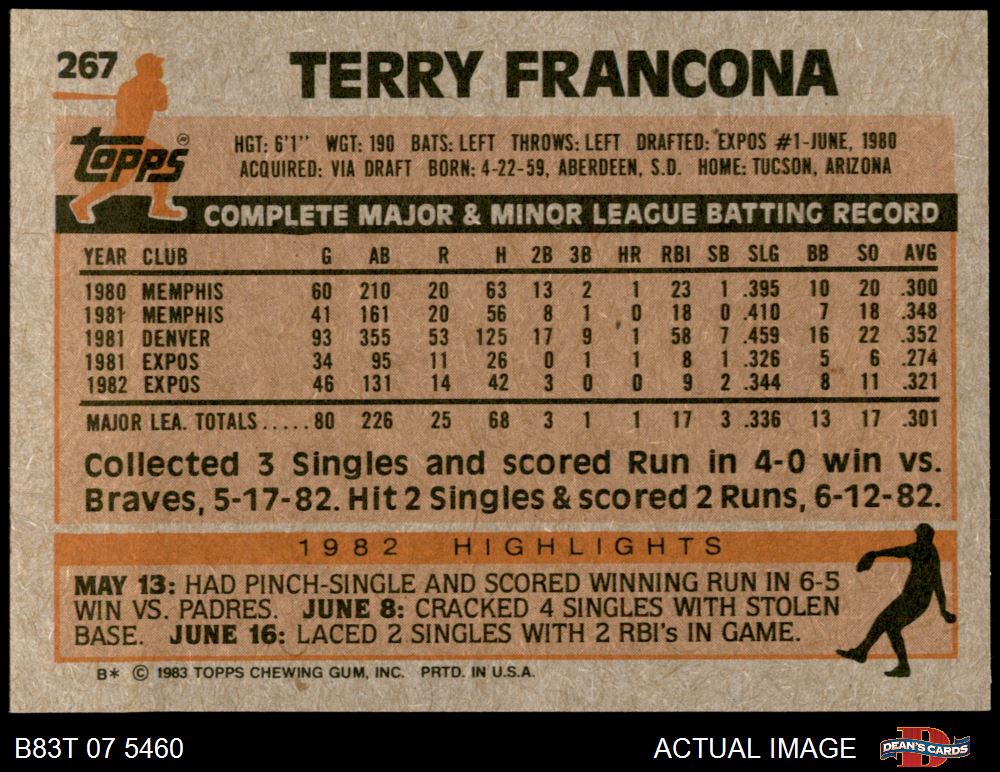 267
TERRY FRANCONA
topps®
HGT: 6'1" WGT: 190 BATS: LEFT THROWS: LEFT DRAFTED: EXPOS #1-JUNE, 1980
ACQUIRED: VIA DRAFT BORN: 4-22-59, ABERDEEN, S.D. HOME: TUCSON, ARIZONA
COMPLETE MAJOR & MINOR LEAGUE BATTING RECORD
YEAR CLUB G AB R H 2B 3B HR RBI SB SLG BB SO AVG
1980 MEMPHIS 60 210 20 63 13 2 1 23 1 .395 10 20 .300
1981 MEMPHIS 41 161 20 56 8 1 0 18 0 .410 7 18 .348
1981 DENVER 93 355 53 125 17 9 1 58 7 .459 16 22 .352
1981 EXPOS 34 95 11 26 0 1 1 8 1 .326 5 6 .274
1982 EXPOS 46 131 14 42 3 0 0 9 2 .344 8 11 .321
MAJOR LEA. TOTALS.....80 226 25 68 3 1 1 17 3 .336 13 17 .301
Collected 3 Singles and scored Run in 4-0 win vs.
Braves, 5-17-82. Hit 2 Singles & scored 2 Runs, 6-12-82.
1982 HIGHLIGHTS
MAY 13: HAD PINCH-SINGLE AND SCORED WINNING RUN IN 6-5
WIN VS. PADRES. JUNE 8: CRACKED 4 SINGLES WITH STOLEN
BASE. JUNE 16: LACED 2 SINGLES WITH 2 RBI's IN GAME.
B* © 1983 TOPPS CHEWING GUM, INC. PRTD. IN U.S.A.
B83T 07 5460
ACTUAL IMAGE
DEAN'S CARDS